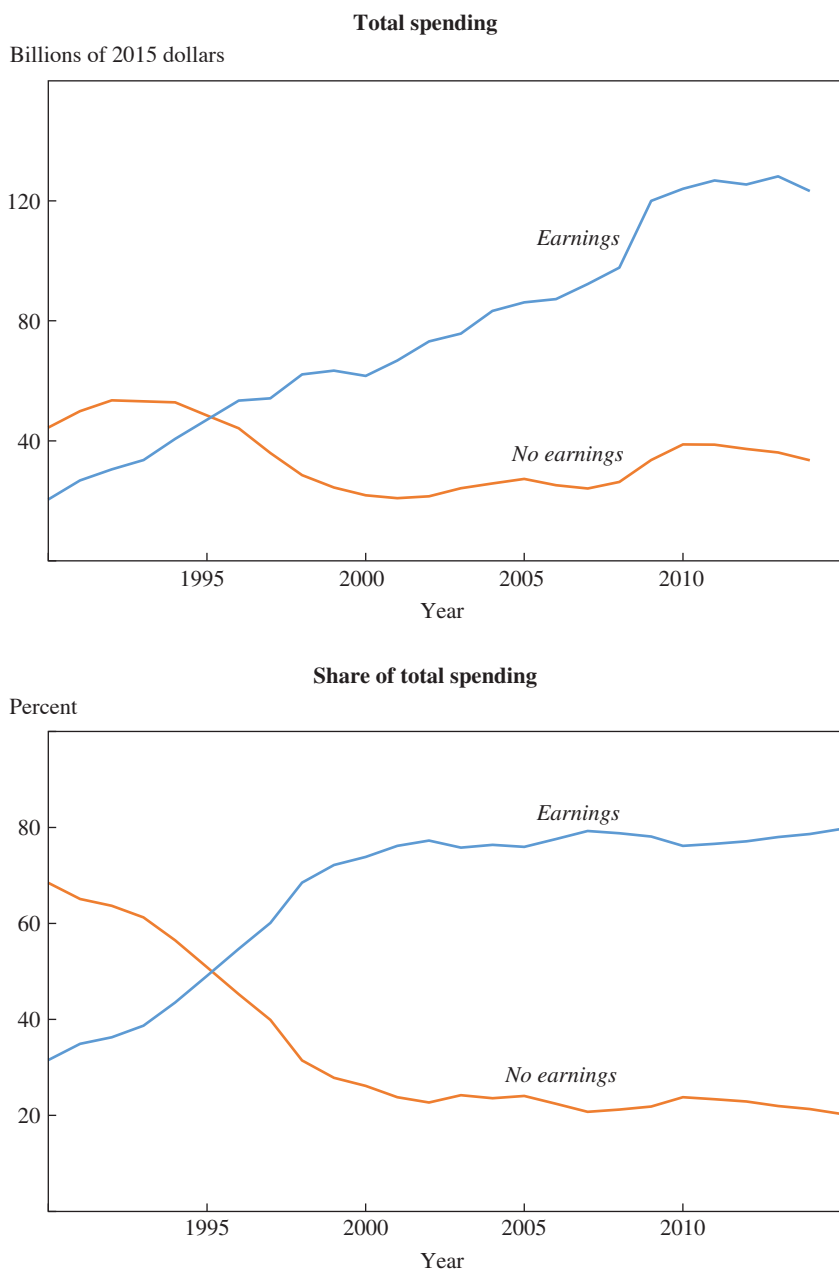 Total spending
Billions of 2015 dollars
120
Earnings
80
40
No earnings
1995 2000 2005 2010
Year
Share of total spending
Percent
80
Earnings
60
40
No earnings
20
1995 2000 2005 2010
Year